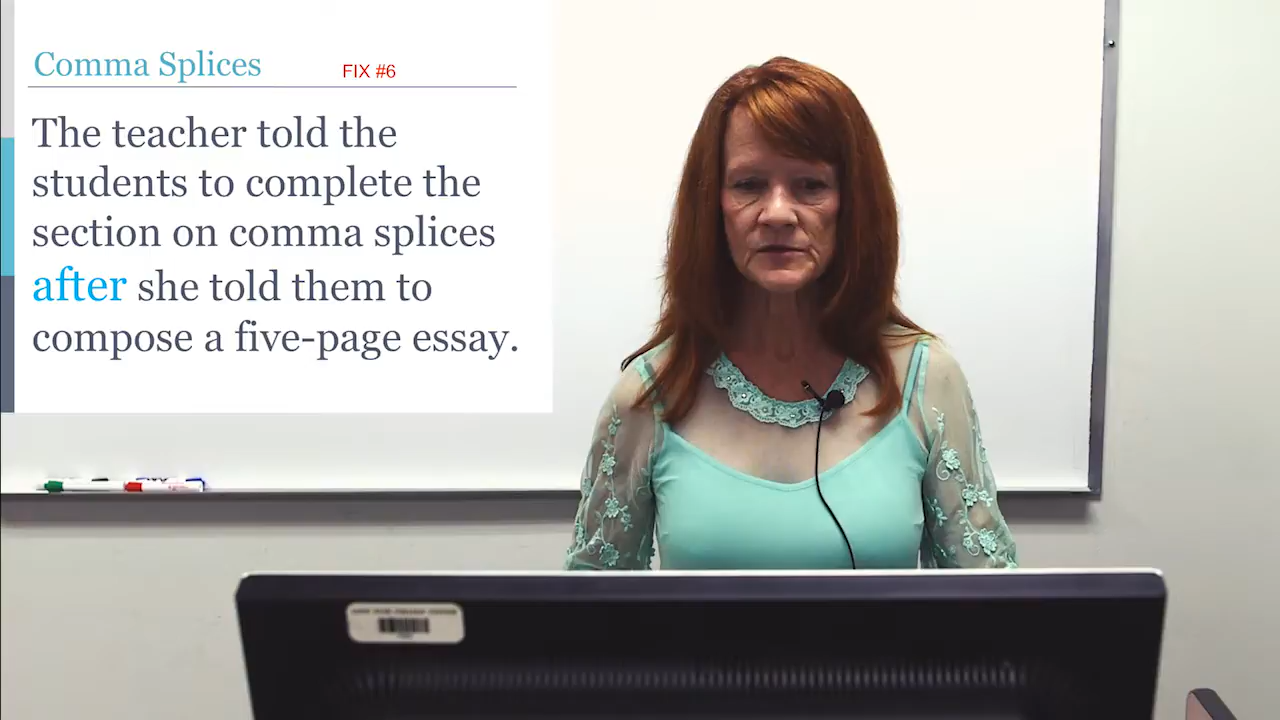 Comma Splices
FIX #6
The teacher told the
students to complete the
section on comma splices
after she told them to
compose a five-page essay.